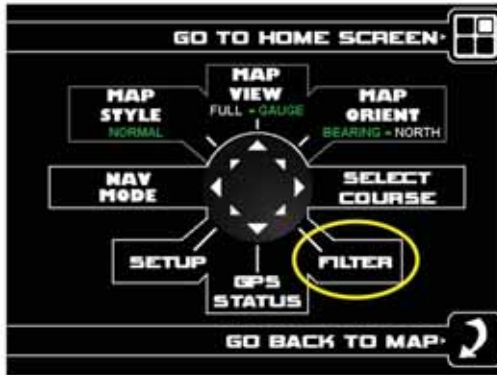 GO TO HOME SCREEN
MAP
VIEW
FULL - GAUGE
MAP
STYLE
NORMAL
MAP
ORIENT
BEARING - NORTH
NAV
MODE
SELECT
COURSE
SETUP
FILTER
GPS
STATUS
GO BACK TO MAP